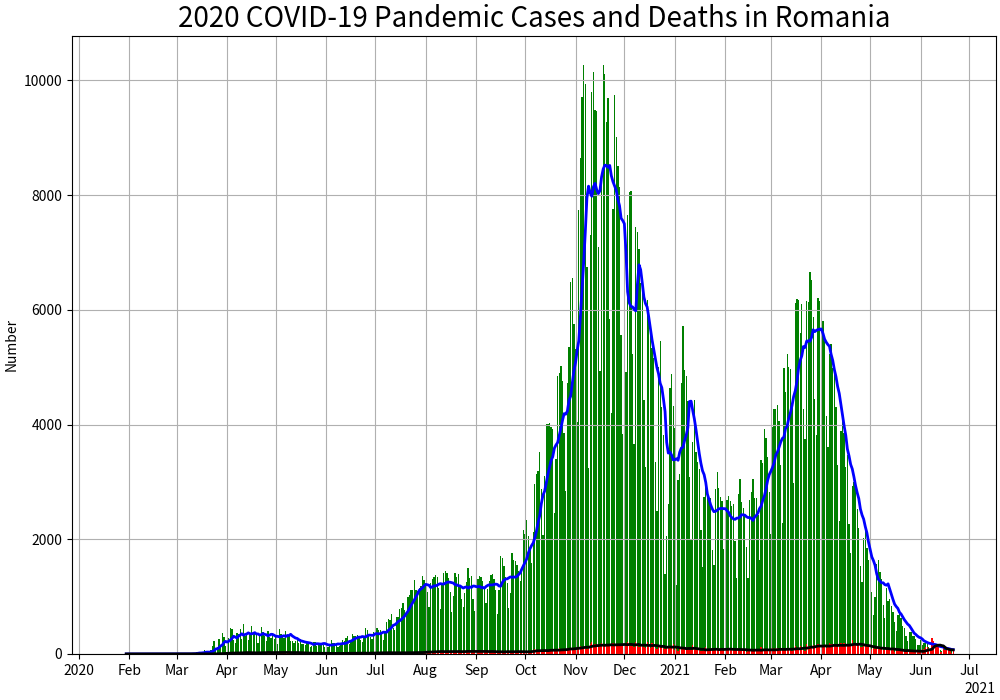 2020 COVID-19 Pandemic Cases and Deaths in Romania
10000
8000
6000
4000
2000
0
Number
2020 Feb Mar Apr May Jun Jul Aug Sep Oct Nov Dec 2021 Feb Mar Apr May Jun Jul
2021